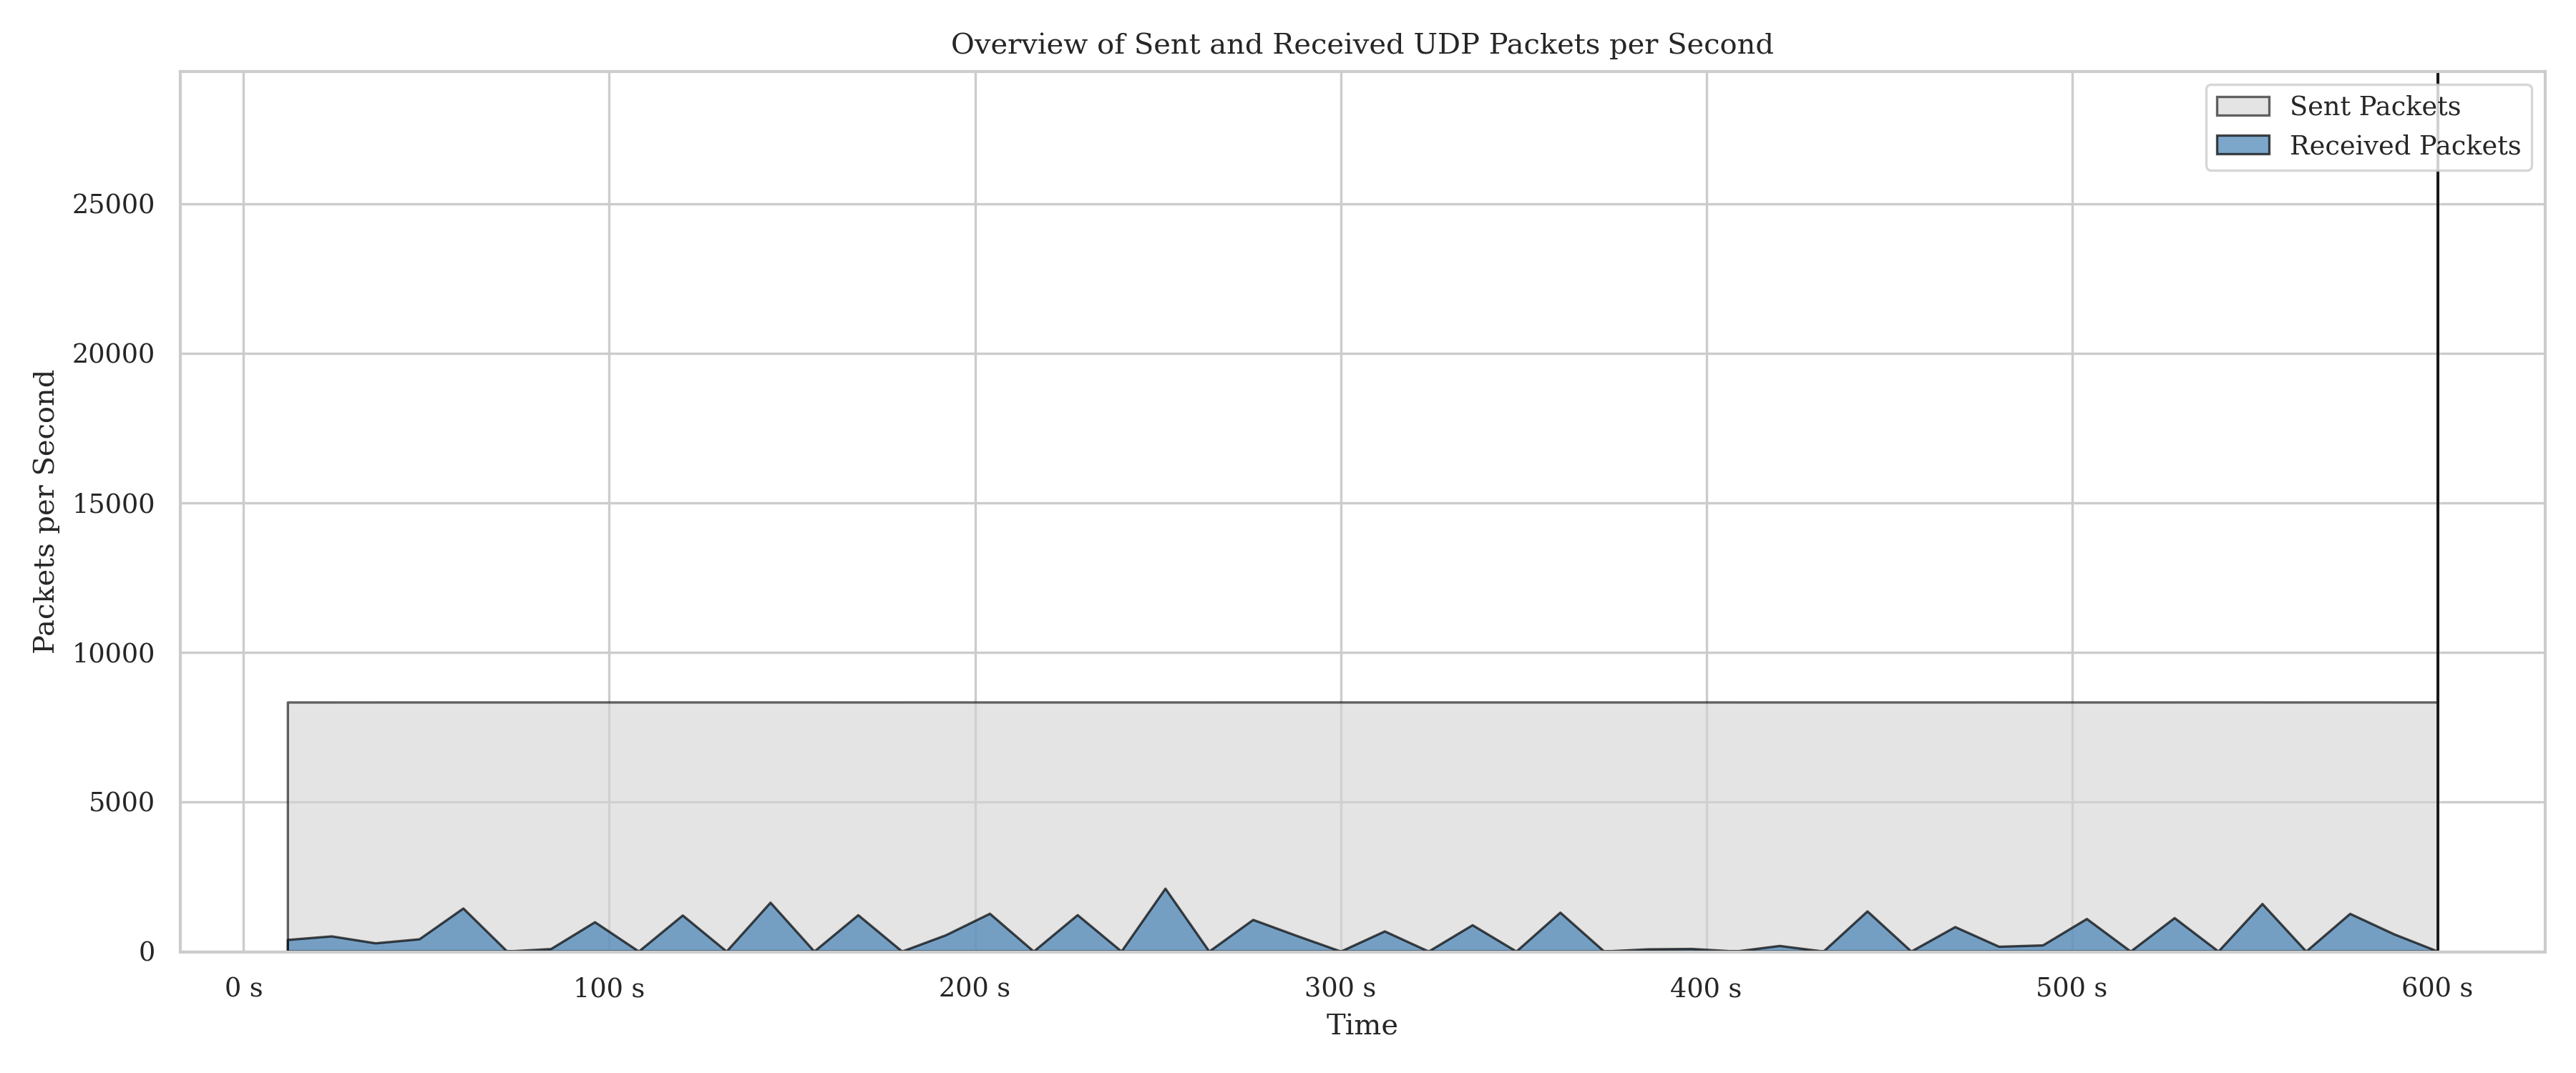 Overview of Sent and Received UDP Packets per Second
Sent Packets
Received Packets
Packets per Second
25000
20000
15000
10000
5000
0
0 s
100 s
200 s
300 s
400 s
500 s
600 s
Time